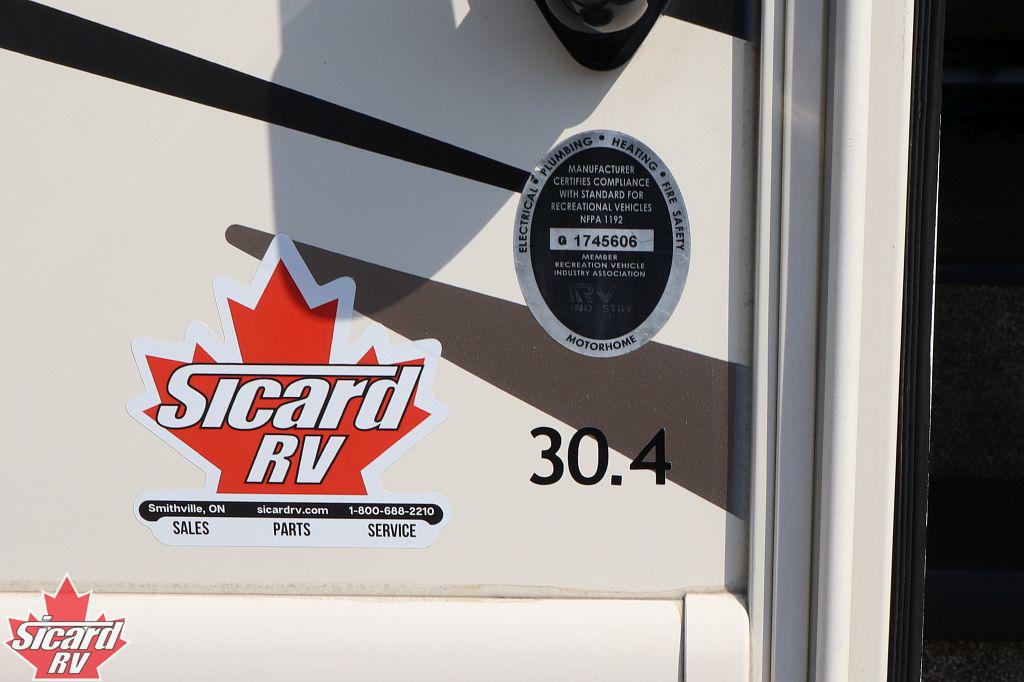 ELECTRICAL • PLUMBING • HEATING • FIRE SAFETY
MANUFACTURER
CERTIFIES COMPLIANCE
WITH STANDARD FOR
RECREATIONAL VEHICLES
NFPA 1192
G 1745606
MEMBER
RECREATION VEHICLE
INDUSTRY ASSOCIATION
RV
MOTORHOME
Sicard
RV
Smithville, ON sicardrv.com 1-800-688-2210
SALES PARTS SERVICE
30.4
Sicard
RV